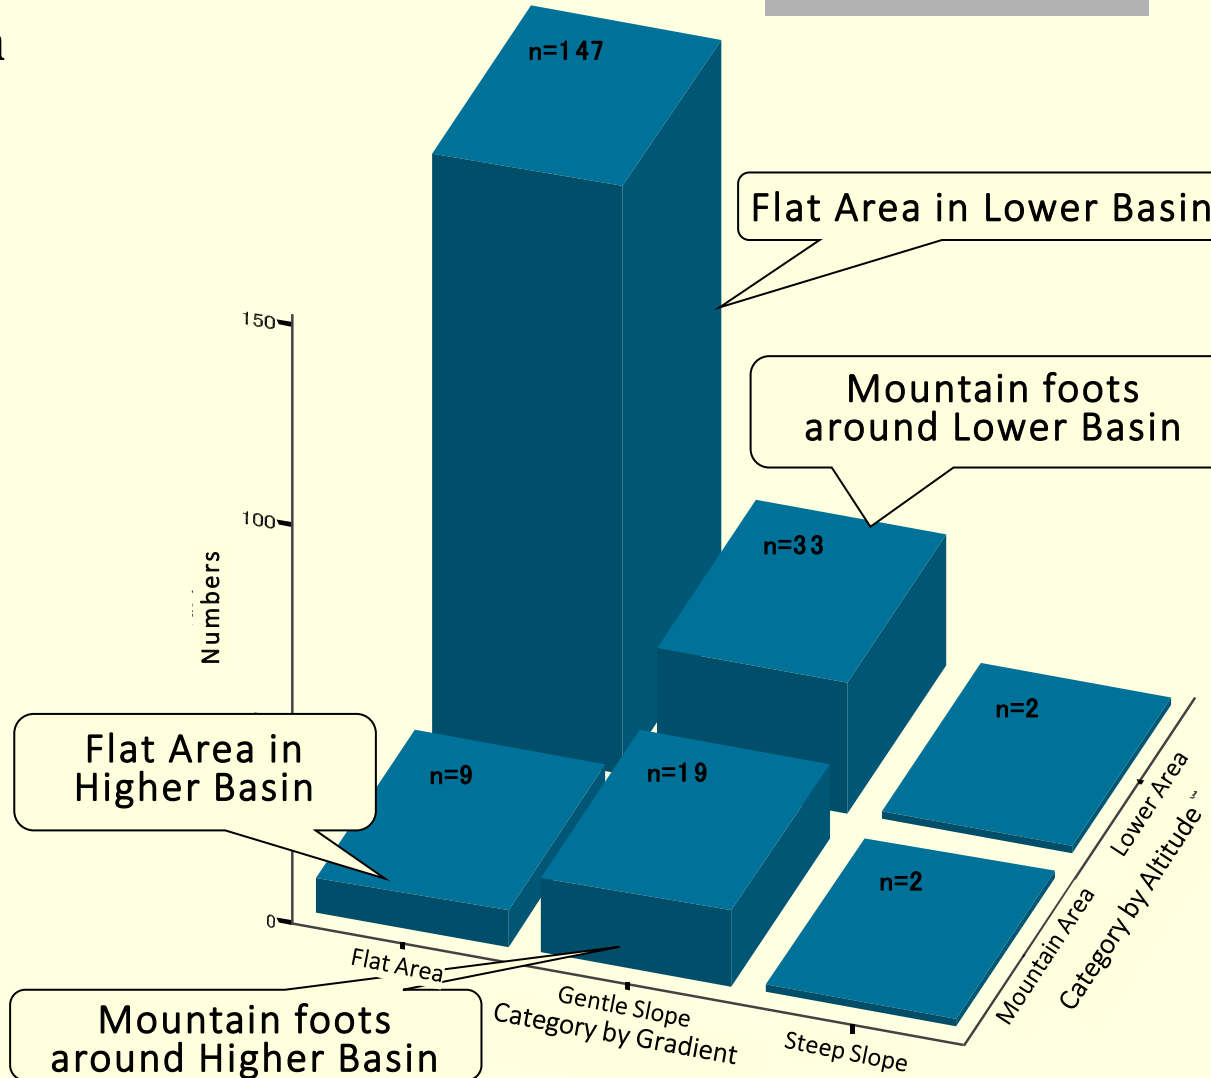 n=147
Flat Area in Lower Basin
150
Mountain foots
around Lower Basin
100
n=33
Numbers
n=2
Flat Area in
Higher Basin
n=9
n=19
Lower Area
n=2
Category by Altitude
Mountain Area
0
Flat Area
Gentle Slope
Category by Gradient
Steep Slope
Mountain foots
around Higher Basin